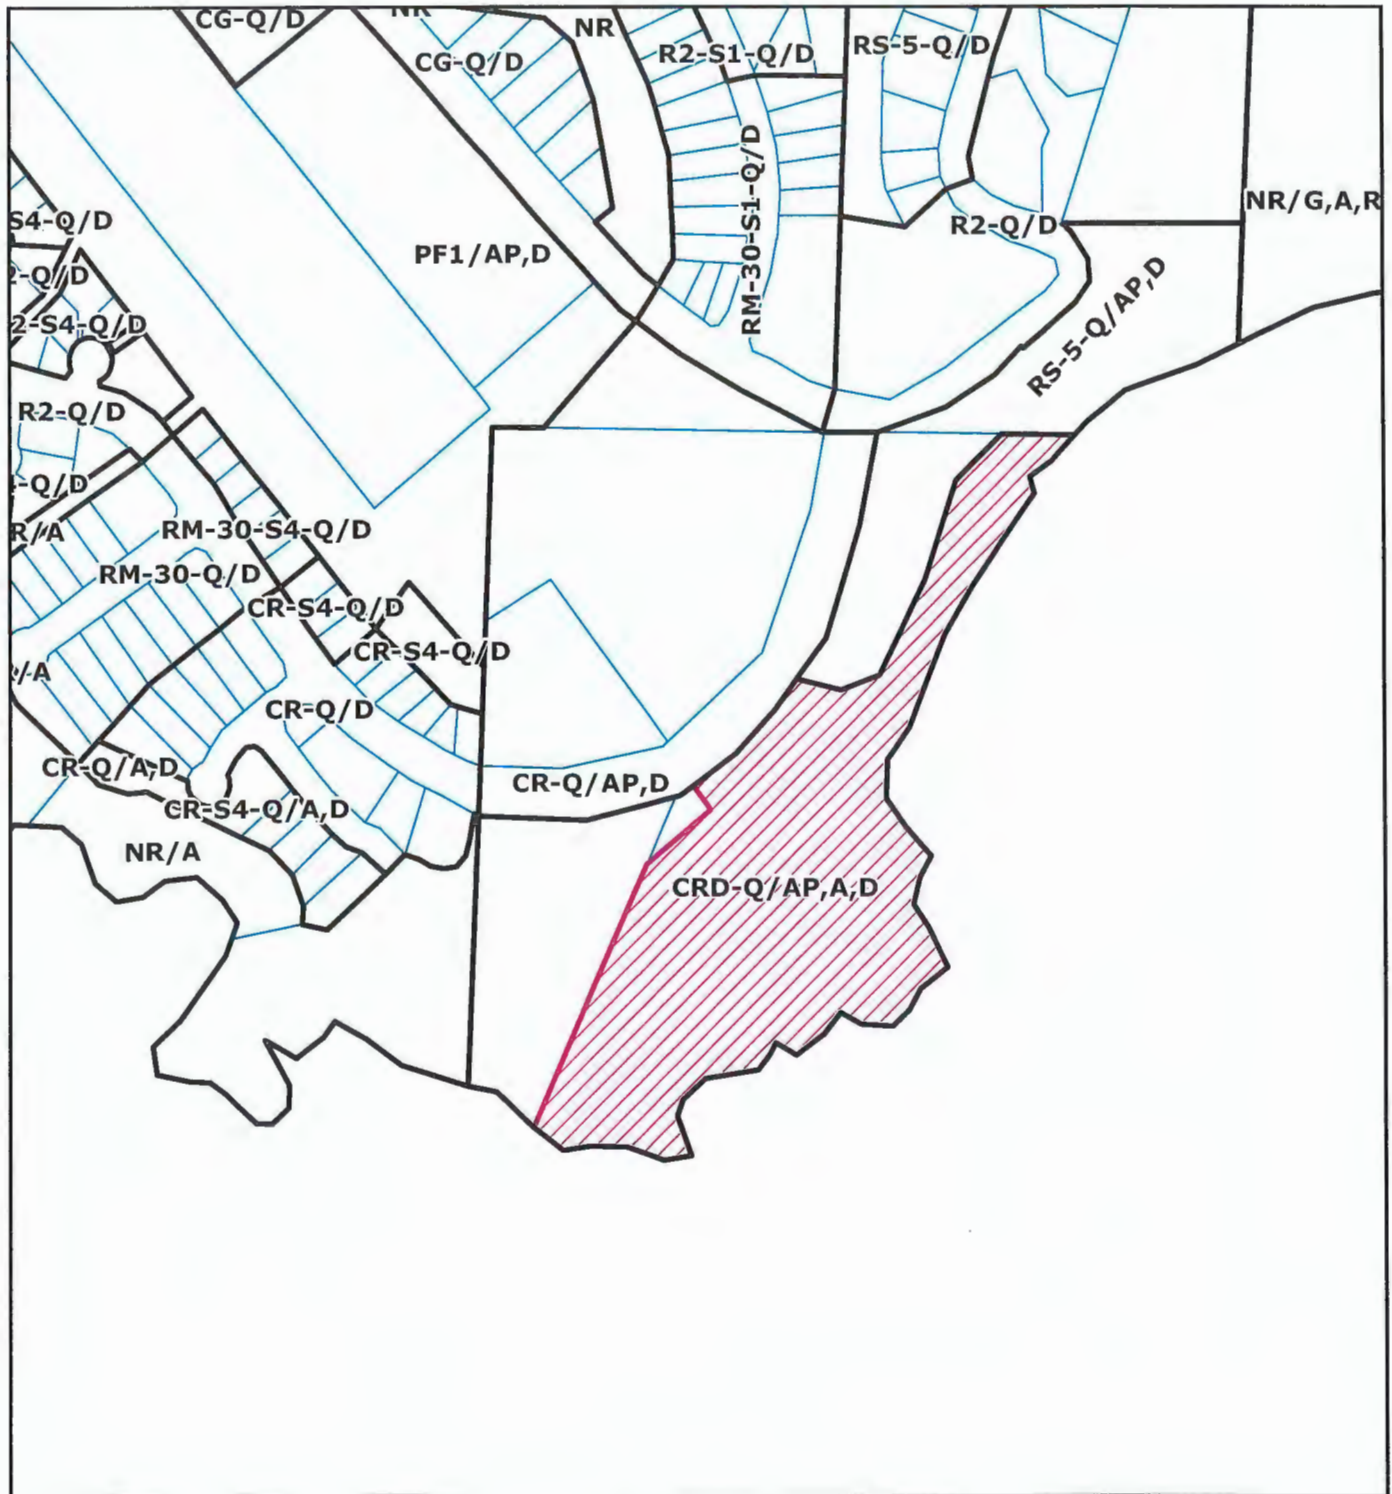 CG-Q/D
NR
NR
CG-Q/D
R2-S1-Q/D
RS-5-Q/D
RM-30-S1-Q/D
NR/G,A,R
S4-Q/D
R2-Q/D
PF1/AP,D
2-Q/D
RS-5-Q/AP,D
2-S4-Q/D
R2-Q/D
-Q/D
R/A
RM-30-S4-Q/D
RM-30-Q/D
CR-S4-Q/D
CR-S4-Q/D
/A
CR-Q/D
CR-Q/A,D
CR-Q/AP,D
CR-S4-Q/A,D
NR/A
CRD-Q/AP,A,D